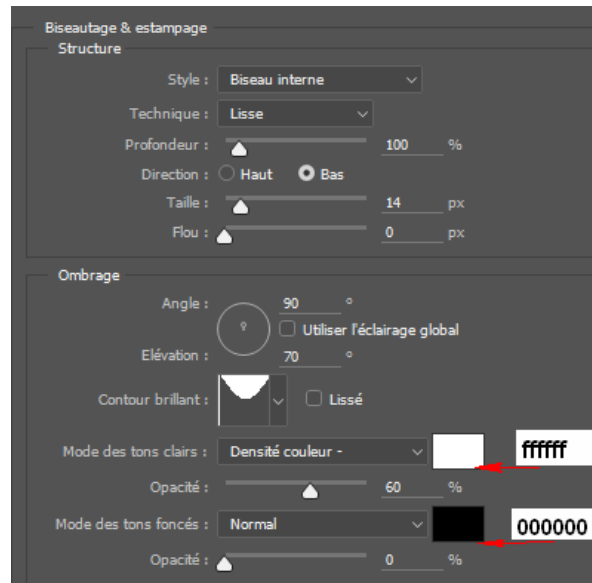 Biseautage & estampage
Structure
Style : Biseau interne
Technique : Lisse
Profondeur : 100 %
Direction : Haut Bas
Taille : 14 px
Flou : 0 px
Ombrage
Angle : 90 °
Utiliser l'éclairage global
Elévation : 70 °
Contour brillant : Lissé
Mode des tons clairs : Densité couleur - ffffff
Opacité : 60 %
Mode des tons foncés : Normal 000000
Opacité : 0 %